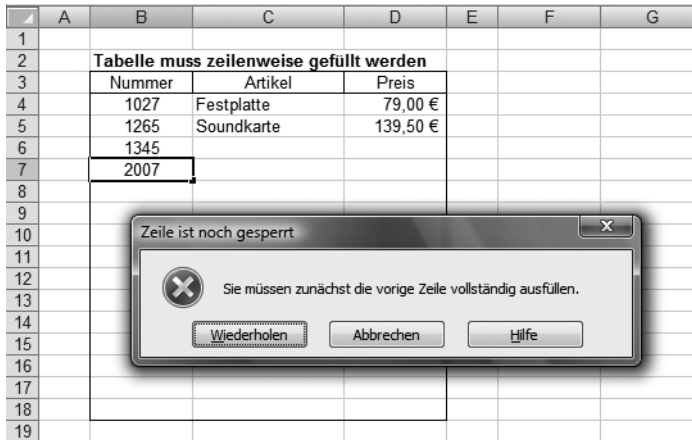 A B C D E F G
1
2 Tabelle muss zeilenweise gefüllt werden
3 Nummer Artikel Preis
4 1027 Festplatte 79,00 €
5 1265 Soundkarte 139,50 €
6 1345
7 2007
8
9
10
11
12
13
14
15
16
17
18
19
Zeile ist noch gesperrt
Sie müssen zunächst die vorige Zeile vollständig ausfüllen.
Wiederholen Abbrechen Hilfe